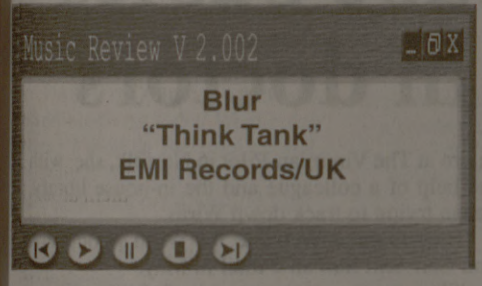 Music Review V 2.002
Blur
“Think Tank”
EMI Records/UK